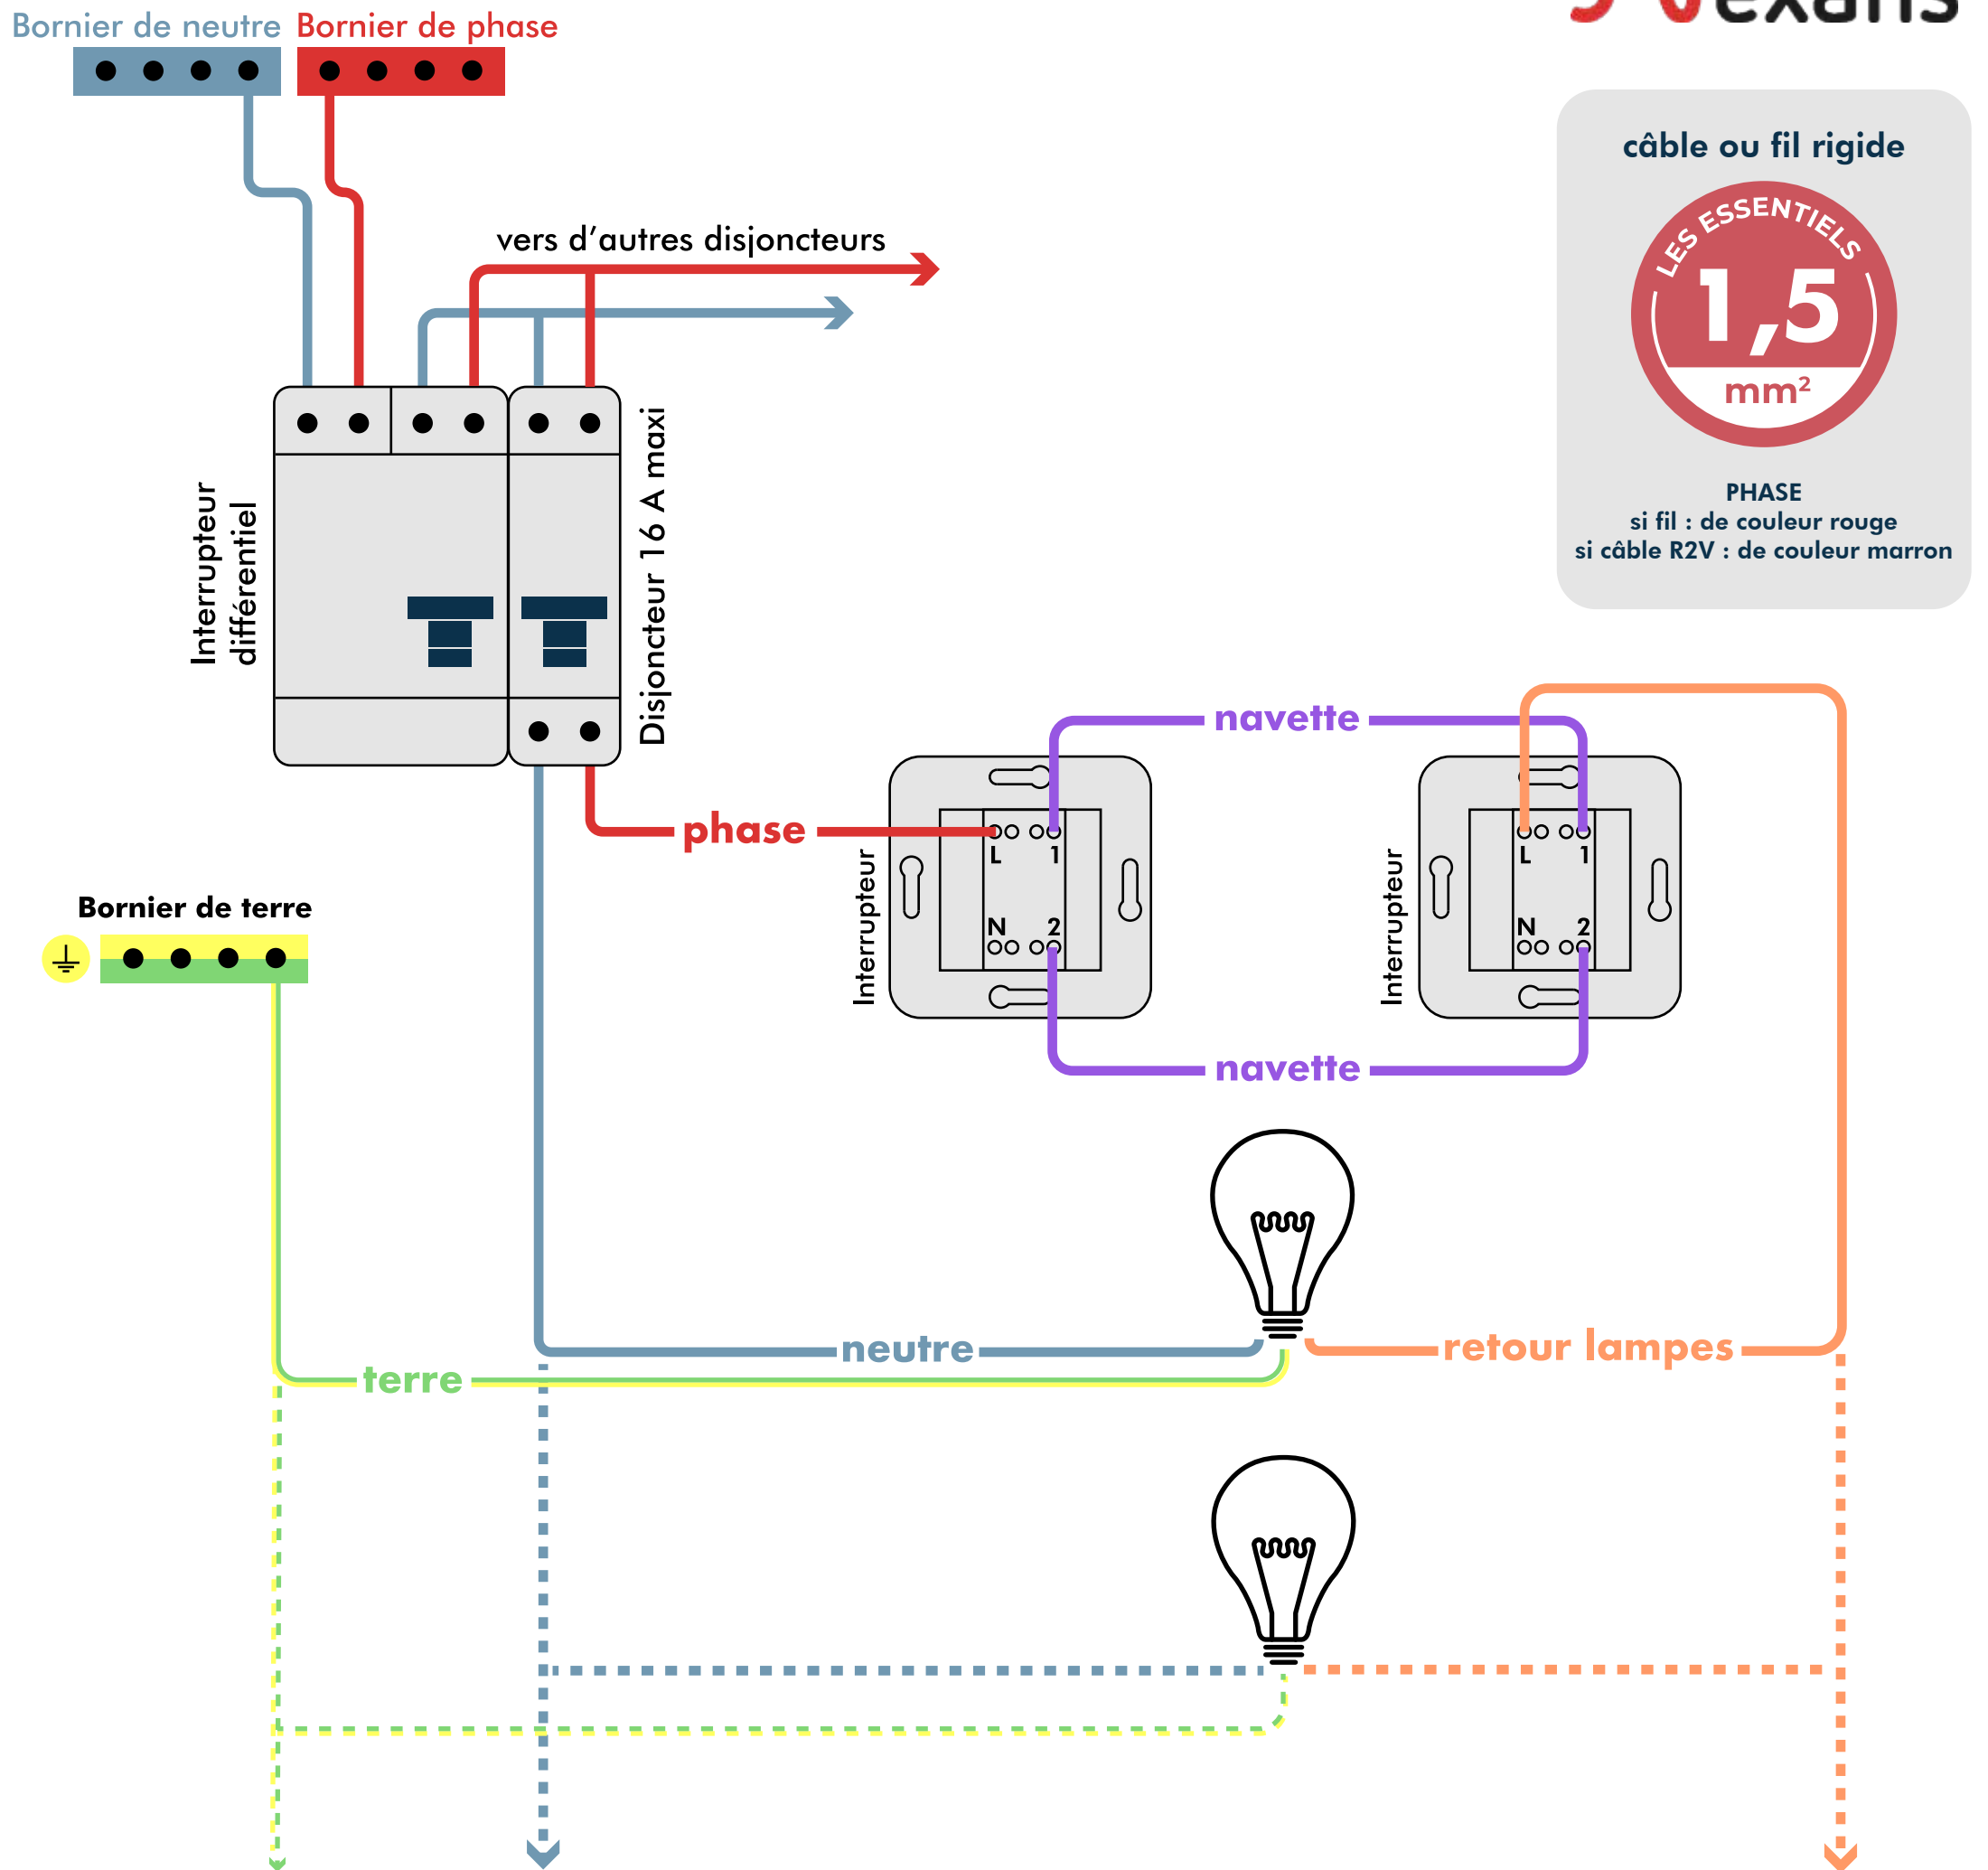 Bornier de neutre
Bornier de phase
câble ou fil rigide
LES ESSENTIELS
1,5
mm²
PHASE
si fil : de couleur rouge
si câble R2V : de couleur marron
vers d’autres disjoncteurs
Interrupteur
différentiel
Disjoncteur 16 A maxi
navette
phase
L 1
N 2
Interrupteur
L 1
N 2
Interrupteur
Bornier de terre
navette
neutre
retour lampes
terre